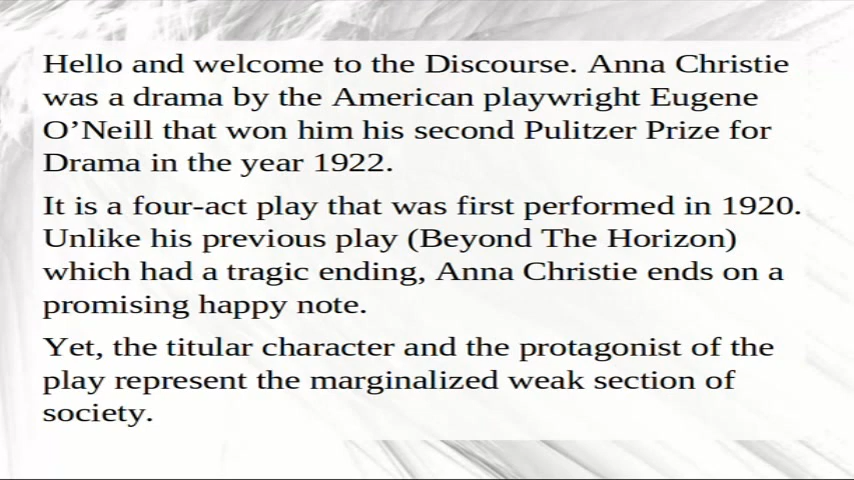 Hello and welcome to the Discourse. Anna Christie
was a drama by the American playwright Eugene
O’Neill that won him his second Pulitzer Prize for
Drama in the year 1922.
It is a four-act play that was first performed in 1920.
Unlike his previous play (Beyond The Horizon)
which had a tragic ending, Anna Christie ends on a
promising happy note.
Yet, the titular character and the protagonist of the
play represent the marginalized weak section of
society.